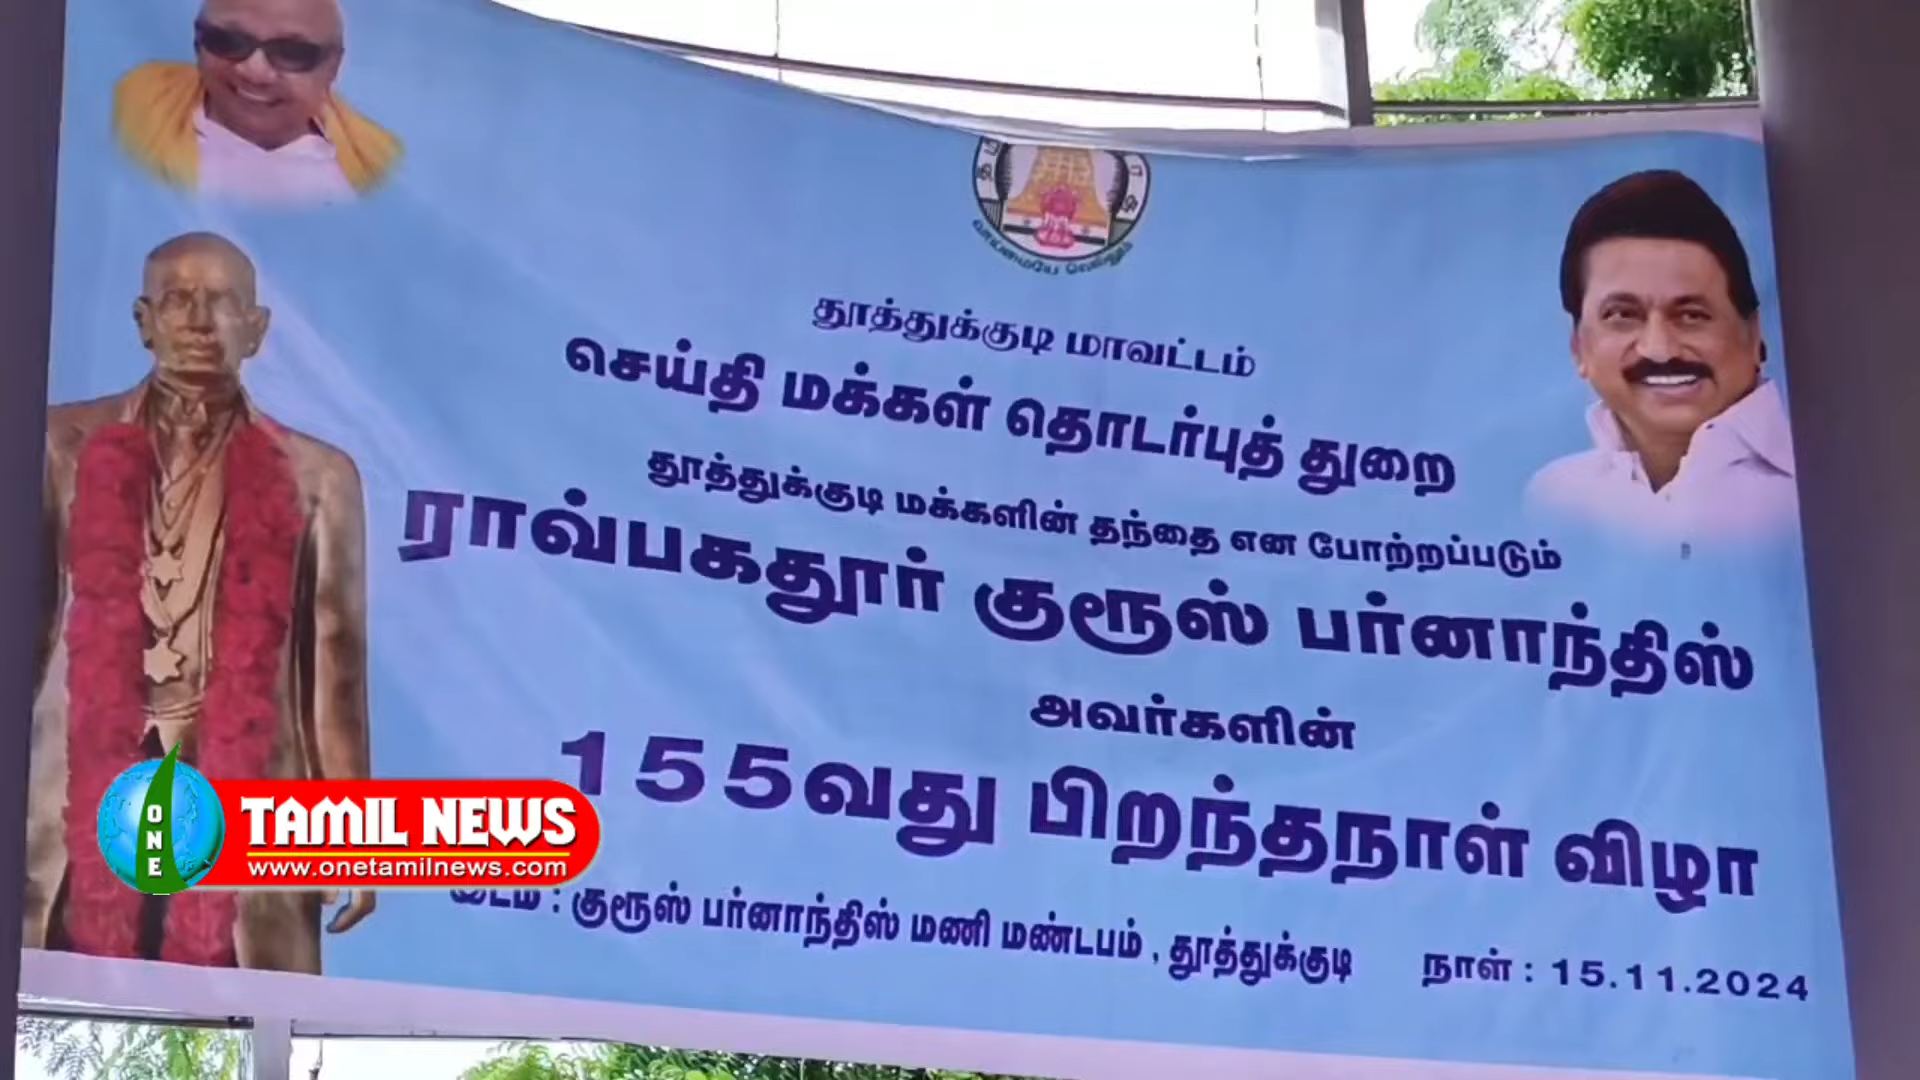 வாய்மையே வெல்லும்
தூத்துக்குடி மாவட்டம்
செய்தி மக்கள் தொடர்புத் துறை
தூத்துக்குடி மக்களின் தந்தை என போற்றப்படும்
ராவ்பகதூர் குரூஸ் பர்னாந்திஸ்
அவர்களின்
155வது பிறந்தநாள் விழா
இடம் : குரூஸ் பர்னாந்திஸ் மணி மண்டபம் , தூத்துக்குடி நாள் : 15.11.2024
ONE
TAMIL NEWS
www.onetamilnews.com